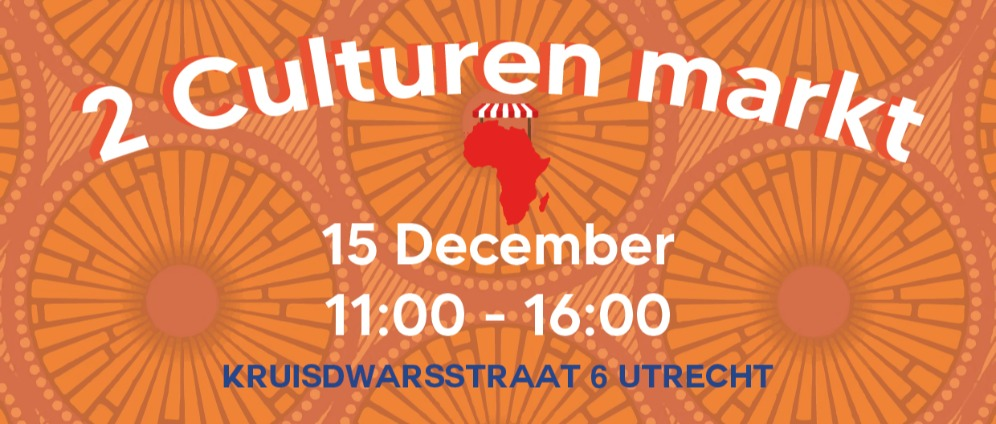 2 Culturen markt
15 December
11:00 - 16:00
KRUISDWARSSTRAAT 6 UTRECHT